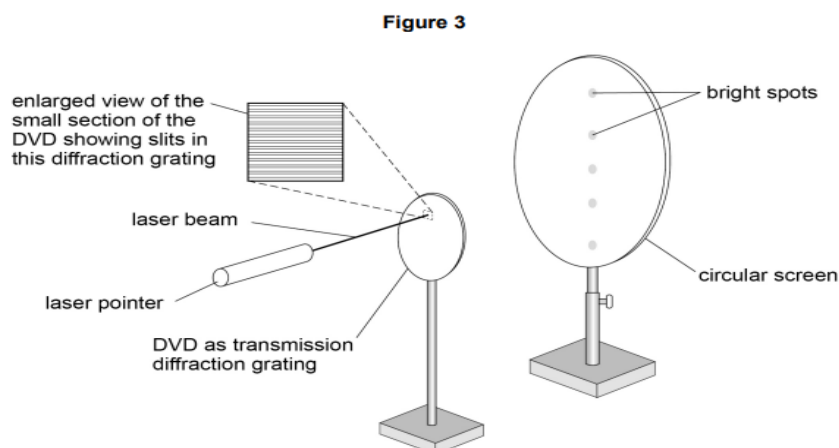 Figure 3
enlarged view of the
small section of the
DVD showing slits in
this diffraction grating
bright spots
laser beam
laser pointer
circular screen
DVD as transmission
diffraction grating